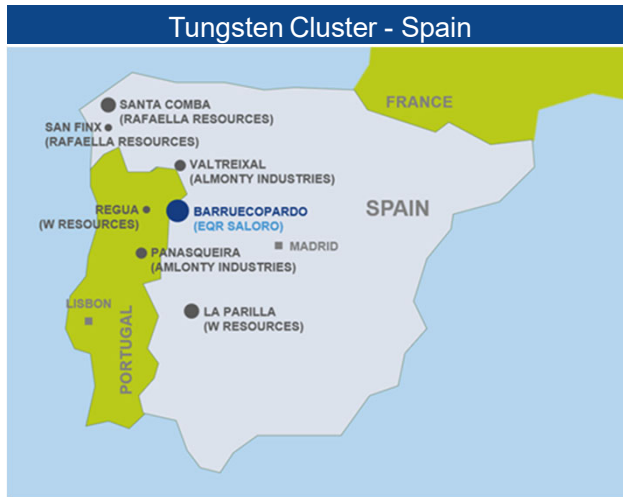 Tungsten Cluster - Spain
FRANCE
SANTA COMBA
(RAFAELLA RESOURCES)
SAN FINX
(RAFAELLA RESOURCES)
VALTREIXAL
(ALMONTY INDUSTRIES)
REGUA
(W RESOURCES)
BARRUECOPARDO
(EQR SALORO)
SPAIN
MADRID
PANASQUEIRA
(AMLONTY INDUSTRIES)
LISBON
PORTUGAL
LA PARILLA
(W RESOURCES)